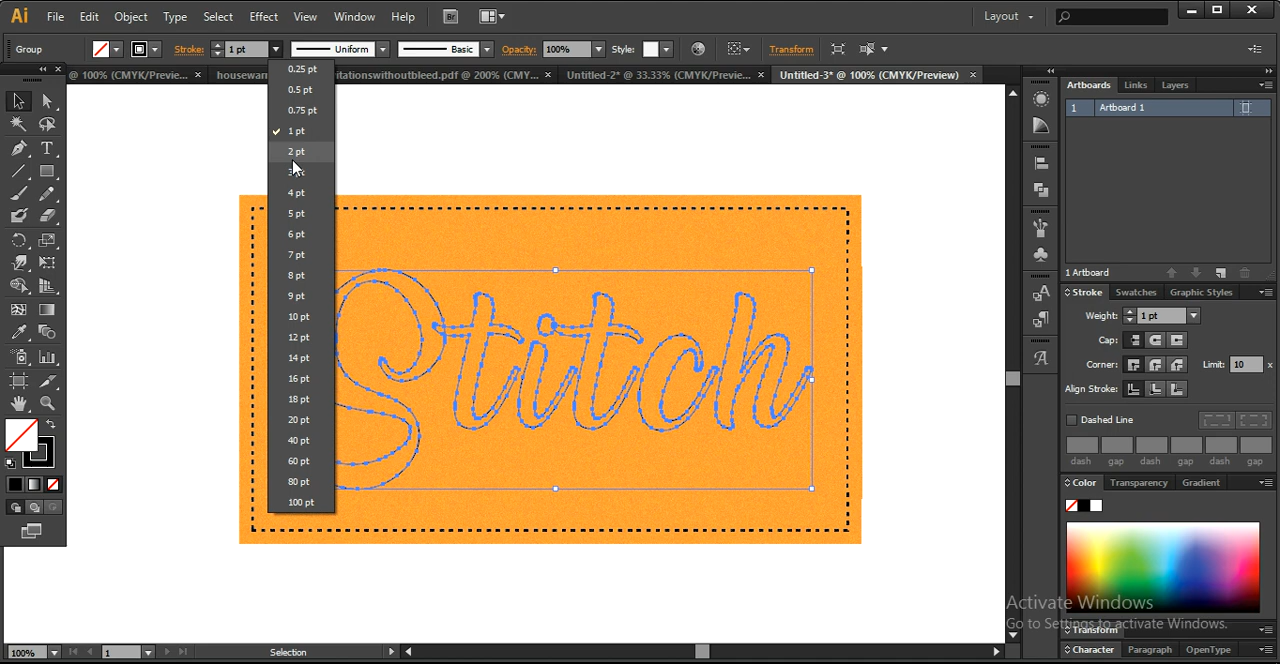 Ai File Edit Object Type Select Effect View Window Help Br Layout
Group Stroke: 1 pt Uniform Basic Opacity: 100% Style: Transform
@ 100% (CMYK/Previe... × housewar itationswithoutbleed.pdf @ 200% (CMY... × Untitled-2* @ 33.33% (CMYK/Previe... × Untitled-3* @ 100% (CMYK/Preview) ×
0.25 pt
0.5 pt
0.75 pt
1 pt
2 pt
4 pt
5 pt
6 pt
7 pt
8 pt
9 pt
10 pt
12 pt
14 pt
16 pt
18 pt
20 pt
40 pt
60 pt
80 pt
100 pt
Stitch
Artboards Links Layers
1 Artboard 1
1 Artboard
Stroke Swatches Graphic Styles
Weight: 1 pt
Cap:
Corner: Limit: 10 x
Align Stroke:
Dashed Line
dash gap dash gap dash gap
Color Transparency Gradient
Activate Windows
Go to Settings to activate Windows.
Transform
Character Paragraph OpenType
100% 1 Selection